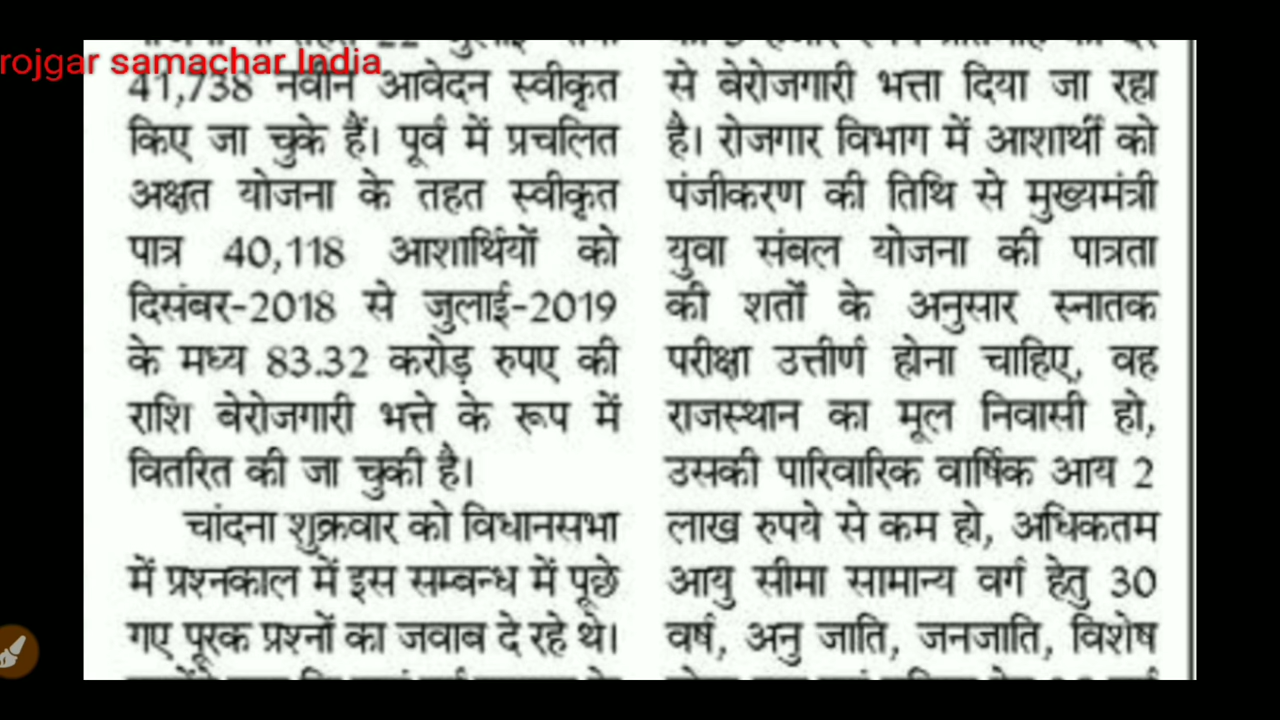 rojgar samachar India
41,738 नवीन आवेदन स्वीकृत
किए जा चुके हैं। पूर्व में प्रचलित
अक्षत योजना के तहत स्वीकृत
पात्र 40,118 आशार्थियों को
दिसंबर-2018 से जुलाई-2019
के मध्य 83.32 करोड़ रुपए की
राशि बेरोजगारी भत्ते के रूप में
वितरित की जा चुकी है।
चांदना शुक्रवार को विधानसभा
में प्रश्नकाल में इस सम्बन्ध में पूछे
गए पूरक प्रश्नों का जवाब दे रहे थे।
से बेरोजगारी भत्ता दिया जा रहा
है। रोजगार विभाग में आशार्थी को
पंजीकरण की तिथि से मुख्यमंत्री
युवा संबल योजना की पात्रता
की शर्तों के अनुसार स्नातक
परीक्षा उत्तीर्ण होना चाहिए, वह
राजस्थान का मूल निवासी हो,
उसकी पारिवारिक वार्षिक आय 2
लाख रुपये से कम हो, अधिकतम
आयु सीमा सामान्य वर्ग हेतु 30
वर्ष, अनु जाति, जनजाति, विशेष